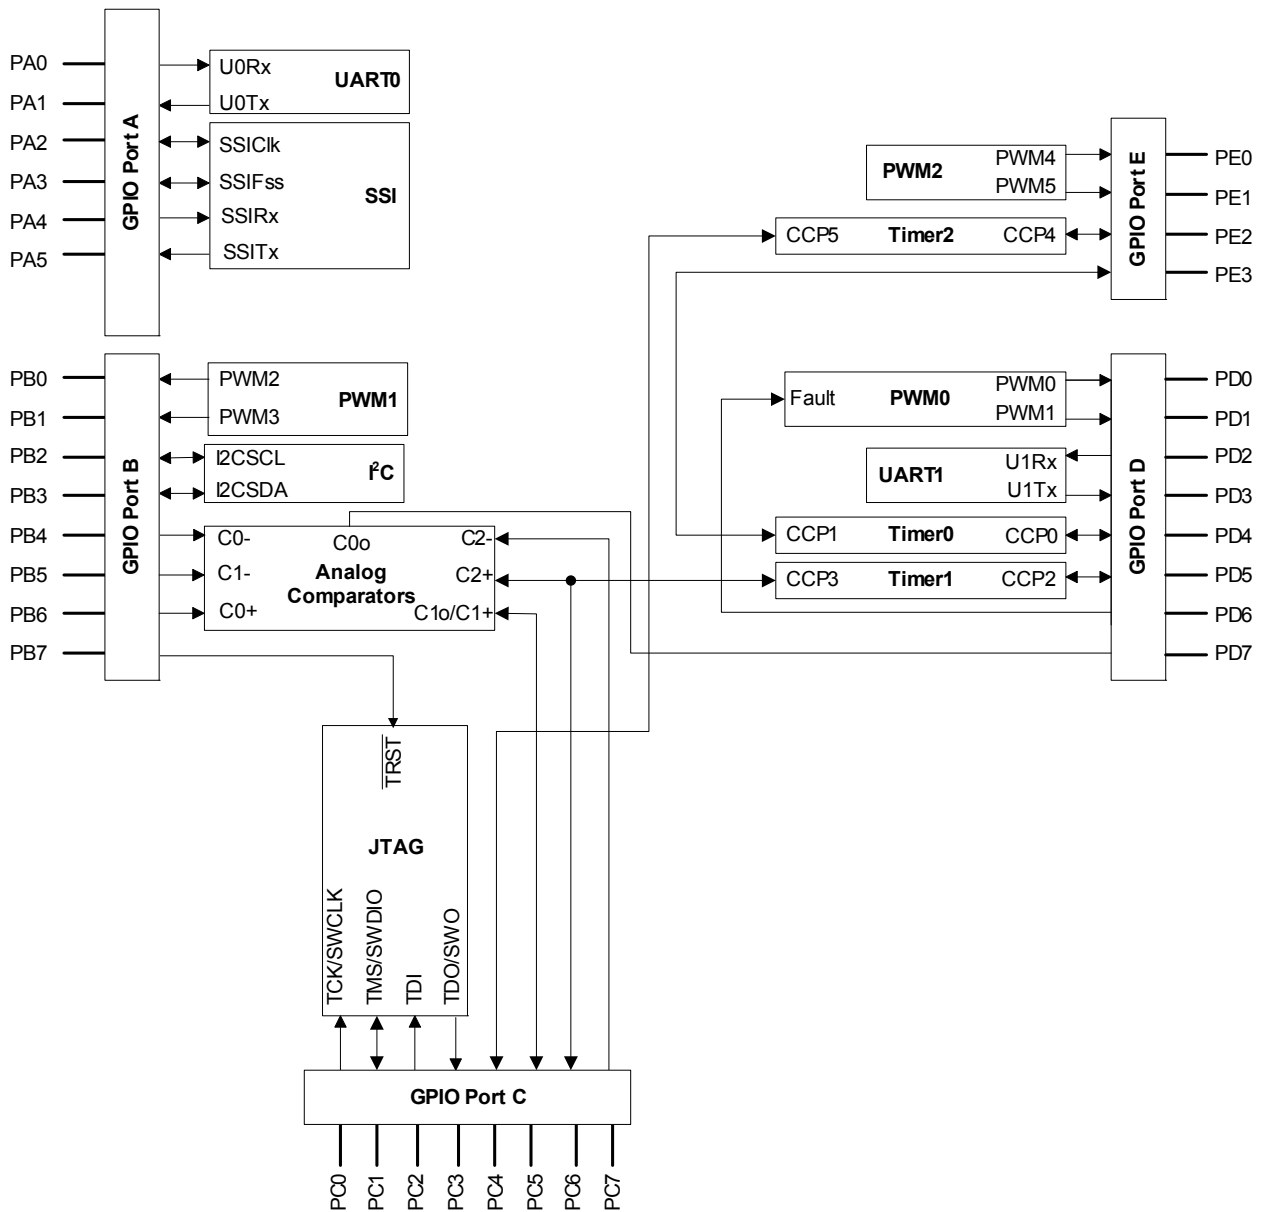 PA0
PA1
PA2
PA3
PA4
PA5
GPIO Port A
U0Rx
U0Tx
UART0
SSIClk
SSIFss
SSIRx
SSITx
SSI
PB0
PB1
PB2
PB3
PB4
PB5
PB6
PB7
GPIO Port B
PWM2
PWM3
PWM1
I2CSCL
I2CSDA
I²C
C0-
C1-
C0+
C0o
Analog
Comparators
C2-
C2+
C1o/C1+
TRST
JTAG
TCK/SWCLK
TMS/SWDIO
TDI
TDO/SWO
GPIO Port C
PC0
PC1
PC2
PC3
PC4
PC5
PC6
PC7
PWM2
PWM4
PWM5
CCP5
Timer2
CCP4
GPIO Port E
PE0
PE1
PE2
PE3
Fault
PWM0
PWM0
PWM1
UART1
U1Rx
U1Tx
CCP1
Timer0
CCP0
CCP3
Timer1
CCP2
GPIO Port D
PD0
PD1
PD2
PD3
PD4
PD5
PD6
PD7